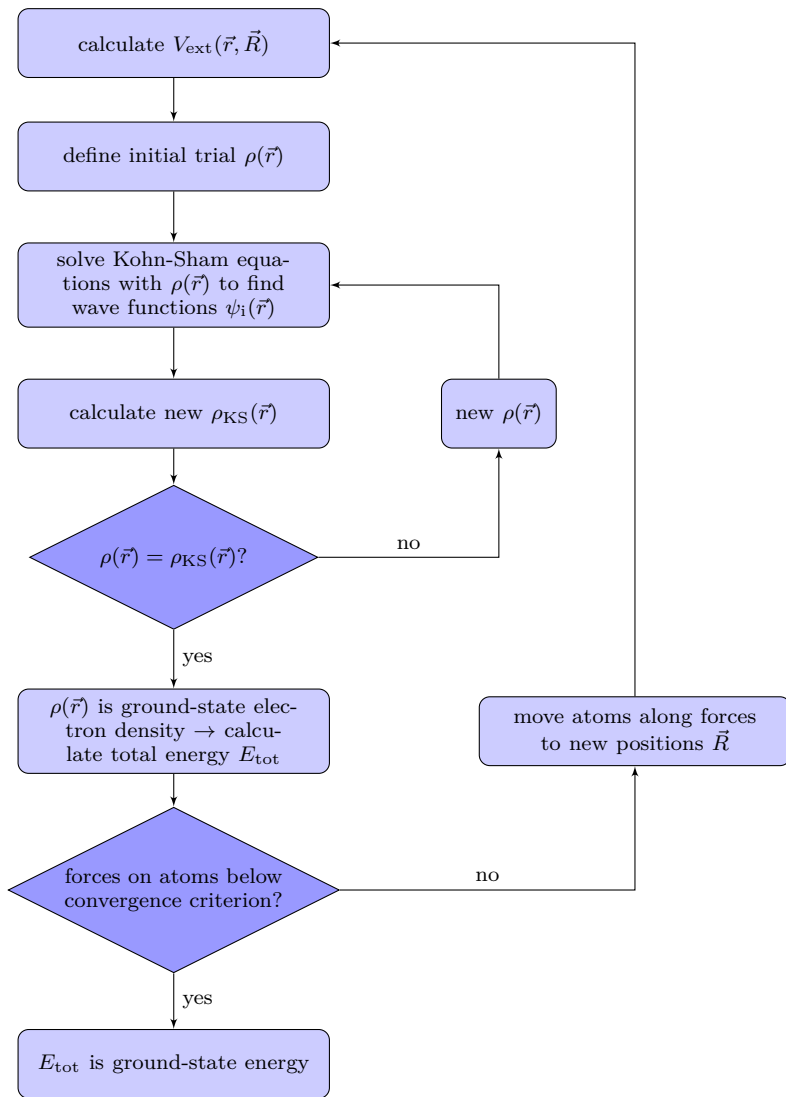 calculate V_ext(r⃗, R⃗)
define initial trial ρ(r⃗)
solve Kohn-Sham equa-
tions with ρ(r⃗) to find
wave functions ψ_i(r⃗)
calculate new ρ_KS(r⃗)
new ρ(r⃗)
ρ(r⃗) = ρ_KS(r⃗)?
no
yes
ρ(r⃗) is ground-state elec-
tron density → calcu-
late total energy E_tot
move atoms along forces
to new positions R⃗
forces on atoms below
convergence criterion?
no
yes
E_tot is ground-state energy